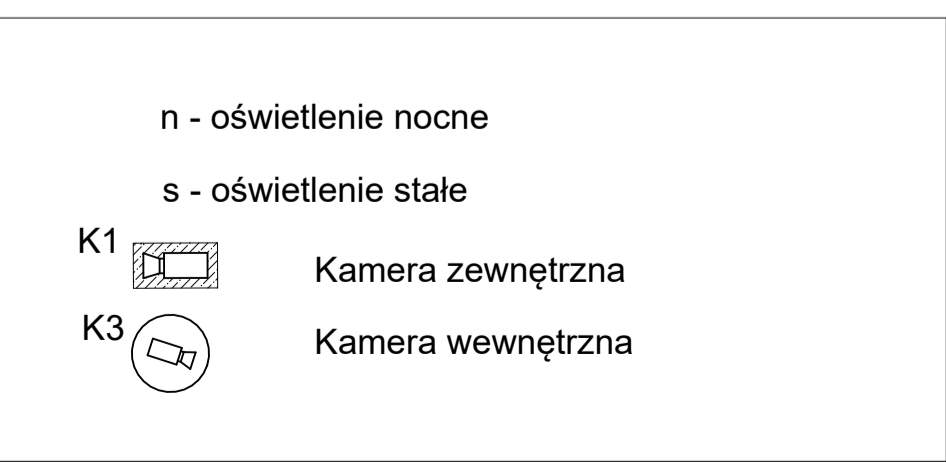 n - oświetlenie nocne
s - oświetlenie stałe
K1 Kamera zewnętrzna
K3 Kamera wewnętrzna